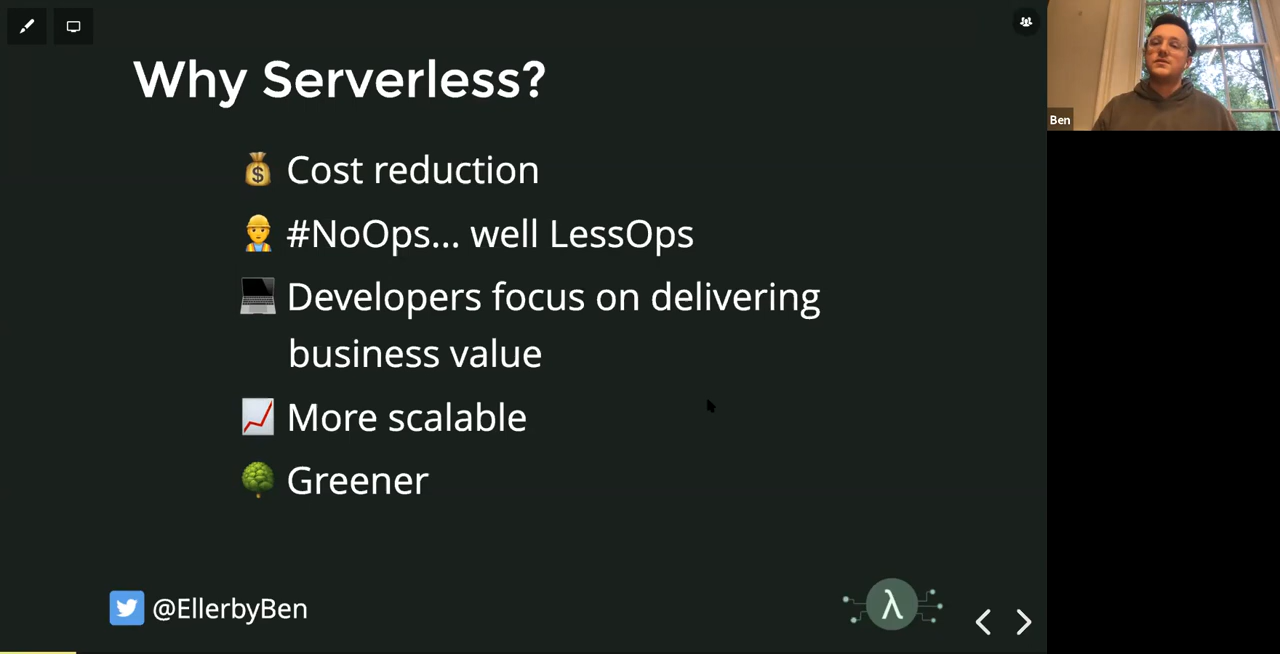 Why Serverless?
Cost reduction
#NoOps... well LessOps
Developers focus on delivering
business value
More scalable
Greener
@EllerbyBen
λ
Ben